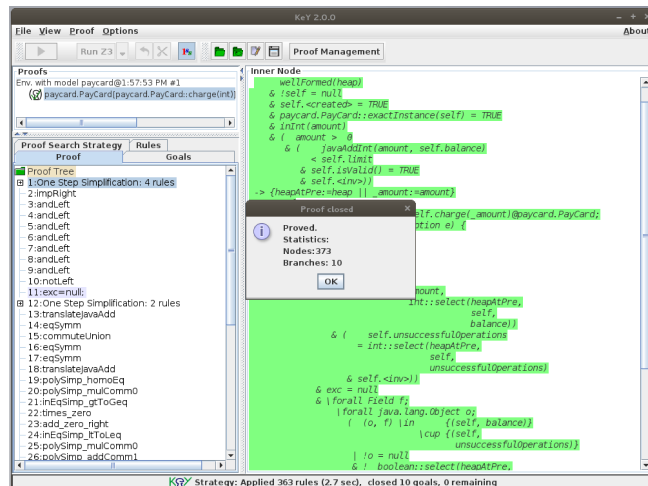 KeY 2.0.0
File View Proof Options About
Run Z3
Proof Management
Proofs
Env. with model paycard@1:57:53 PM #1
paycard.PayCard[paycard.PayCard::charge(int)]
Proof Search Strategy Rules
Proof Goals
Proof Tree
1:One Step Simplification: 4 rules
2:impRight
3:andLeft
4:andLeft
5:andLeft
6:andLeft
7:andLeft
8:andLeft
9:andLeft
10:notLeft
11:exc=null;
12:One Step Simplification: 2 rules
13:translateJavaAdd
14:eqSymm
15:commuteUnion
16:eqSymm
17:eqSymm
18:translateJavaAdd
19:polySimp_homoEq
20:polySimp_mulComm0
21:inEqSimp_gtToGeq
22:times_zero
23:add_zero_right
24:inEqSimp_ltToLeq
25:polySimp_mulComm0
26:polySimp_addComm1
Inner Node
wellFormed(heap)
& !self = null
& self.<created> = TRUE
& paycard.PayCard::exactInstance(self) = TRUE
& inInt(amount)
& ( amount > 0
& ( javaAddInt(amount, self.balance)
< self.limit
& self.isValid() = TRUE
& self.<inv>))
-> {heapAtPre:=heap || _amount:=amount}
self.charge(_amount)@paycard.PayCard;
e) {
int::select(heapAtPre,
self,
balance))
& ( self.unsuccessfulOperations
= int::select(heapAtPre,
self,
unsuccessfulOperations)
& self.<inv>))
& exc = null
& \forall Field f;
\forall java.lang.Object o;
( (o, f) \in {(self, balance)}
\cup {(self,
unsuccessfulOperations)}
| !o = null
& ! boolean::select(heapAtPre,
Proof closed
Proved.
Statistics:
Nodes:373
Branches: 10
OK
KeY Strategy: Applied 363 rules (2.7 sec), closed 10 goals, 0 remaining